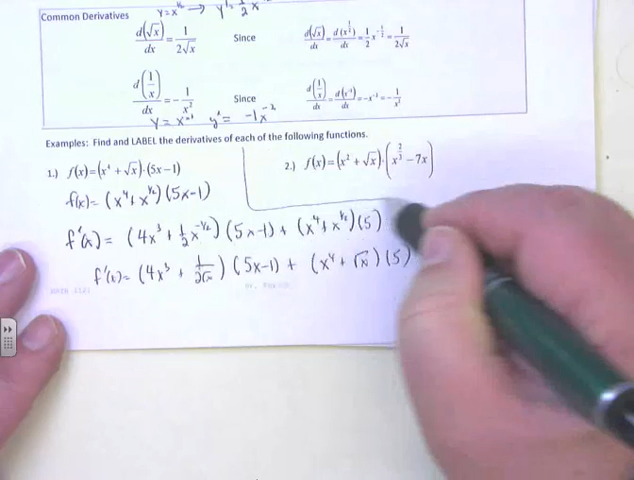 Common Derivatives y = x^½ → y' = ½ x
d(√x)/dx = 1/(2√x) Since d(√x)/dx = d(x^(1/2))/dx = 1/2 x^(-1/2) = 1/(2√x)
d(1/x)/dx = -1/x² Since d(1/x)/dx = d(x^-1)/dx = -x^-2 = -1/x²
y = x^-1 y' = -1x^-2
Examples: Find and LABEL the derivatives of each of the following functions.
1.) f(x)=(x⁴ + √x)·(5x−1) 2.) f(x)=(x² + √x)·(x^(2/3) − 7x)
f(x)= (x⁴ + x^½)(5x−1)
f'(x) = (4x³ + ½x^-½)(5x−1) + (x⁴ + x^½)(5)
f'(x)= (4x³ + 1/(2√x))(5x−1) + (x⁴ + √x)(5)